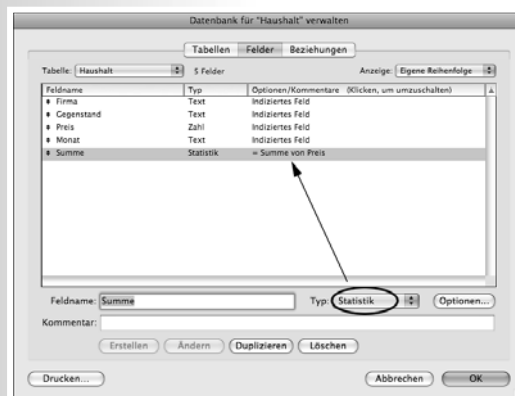 Datenbank für "Haushalt" verwalten
Tabellen Felder Beziehungen
Tabelle: Haushalt 5 Felder Anzeige: Eigene Reihenfolge
Feldname Typ Optionen/Kommentare (Klicken, um umzuschalten)
Firma Text Indiziertes Feld
Gegenstand Text Indiziertes Feld
Preis Zahl Indiziertes Feld
Monat Text Indiziertes Feld
Summe Statistik = Summe von Preis
Feldname: Summe Typ: Statistik Optionen...
Kommentar:
Erstellen Ändern Duplizieren Löschen
Drucken... Abbrechen OK